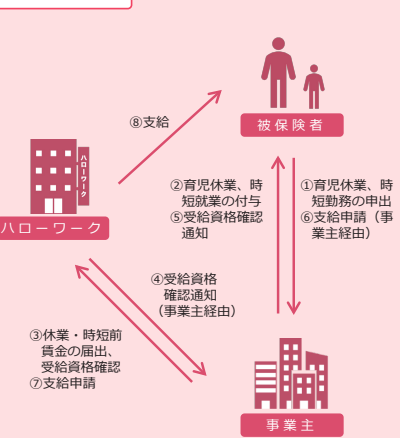 ⑧支給
被保険者
ハローワーク
ハローワーク
②育児休業、時
短就業の付与
⑤受給資格確認
通知
①育児休業、時
短勤務の申出
⑥支給申請（事
業主経由）
④受給資格
確認通知
（事業主経由）
③休業・時短前
賃金の届出、
受給資格確認
⑦支給申請
事業主